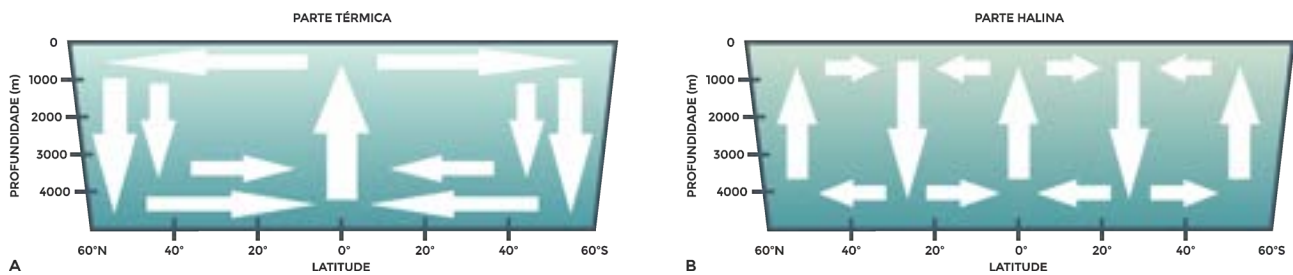 PARTE TÉRMICA
0
1000
2000
3000
4000
PROFUNDIDADE (m)
60°N 40° 20° 0° 20° 40° 60°S
LATITUDE
A
PARTE HALINA
0
1000
2000
3000
4000
PROFUNDIDADE (m)
60°N 40° 20° 0° 20° 40° 60°S
LATITUDE
B